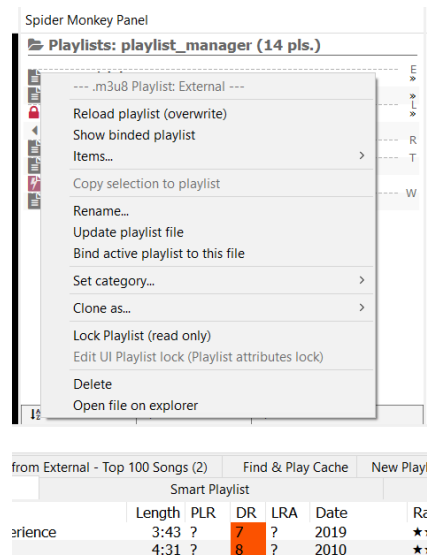 Spider Monkey Panel
Playlists: playlist_manager (14 pls.)
E
--- .m3u8 Playlist: External ---
»
Reload playlist (overwrite)
L
»
Show binded playlist
R
Items...
T
Copy selection to playlist
W
Rename...
Update playlist file
Bind active playlist to this file
Set category...
Clone as...
Lock Playlist (read only)
Edit UI Playlist lock (Playlist attributes lock)
Delete
Open file on explorer
from External - Top 100 Songs (2) Find & Play Cache New Playl
Smart Playlist
Length PLR DR LRA Date Ra
erience 3:43 ? 7 ? 2019 ★★
4:31 ? 8 ? 2010 ★★